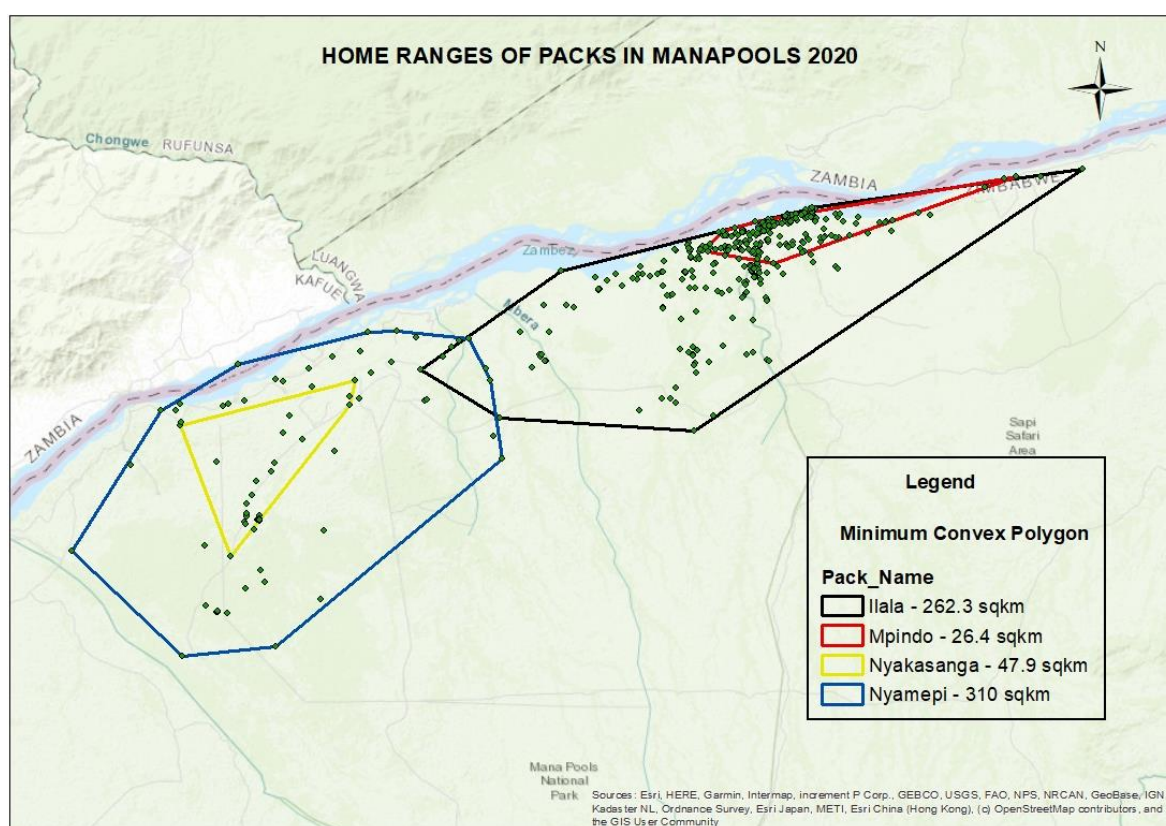 HOME RANGES OF PACKS IN MANAPOOLS 2020
N
Chongwe
RUFUNSA
ZAMBIA
ZIMBABWE
LUANGWA
KAFUE
Zambezi
Mbera
ZAMBIA
Sapi
Safari
Area
Legend
Minimum Convex Polygon
Pack_Name
Ilala - 262.3 sqkm
Mpindo - 26.4 sqkm
Nyakasanga - 47.9 sqkm
Nyamepi - 310 sqkm
Mana Pools
National
Park
Sources: Esri, HERE, Garmin, Intermap, increment P Corp., GEBCO, USGS, FAO, NPS, NRCAN, GeoBase, IGN,
Kadaster NL, Ordnance Survey, Esri Japan, METI, Esri China (Hong Kong), (c) OpenStreetMap contributors, and
the GIS User Community